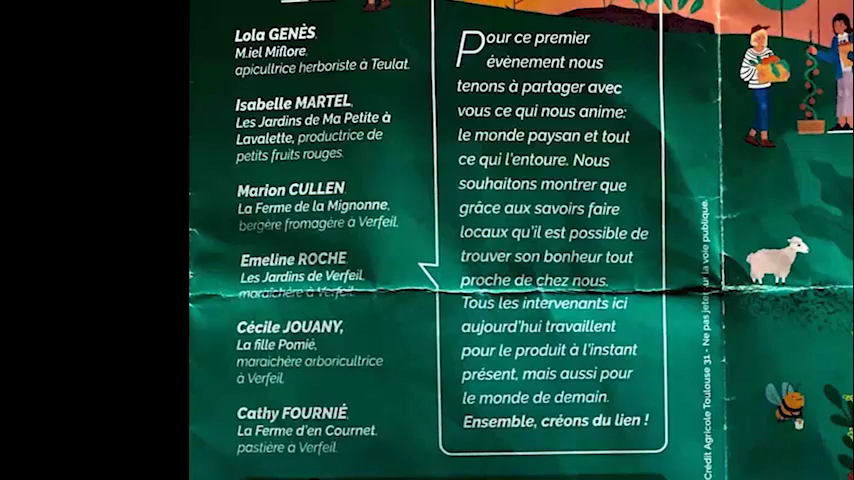 Lola GENÈS,
M.iel Miflore,
apicultrice herboriste à Teulat.
Isabelle MARTEL,
Les Jardins de Ma Petite à
Lavalette, productrice de
petits fruits rouges.
Marion CULLEN,
La Ferme de la Mignonne,
bergère fromagère à Verfeil.
Emeline ROCHE,
Les Jardins de Verfeil,
maraîchère à Verfeil.
Cécile JOUANY,
La fille Pomié,
maraichère arboricultrice
à Verfeil.
Cathy FOURNIÉ,
La Ferme d'en Cournet,
pastière à Verfeil.
Pour ce premier
évènement nous
tenons à partager avec
vous ce qui nous anime:
le monde paysan et tout
ce qui l'entoure. Nous
souhaitons montrer que
grâce aux savoirs faire
locaux qu'il est possible de
trouver son bonheur tout
proche de chez nous.
Tous les intervenants ici
aujourd'hui travaillent
pour le produit à l'instant
présent, mais aussi pour
le monde de demain.
Ensemble, créons du lien !
Crédit Agricole Toulouse 31 - Ne pas jeter sur la voie publique.